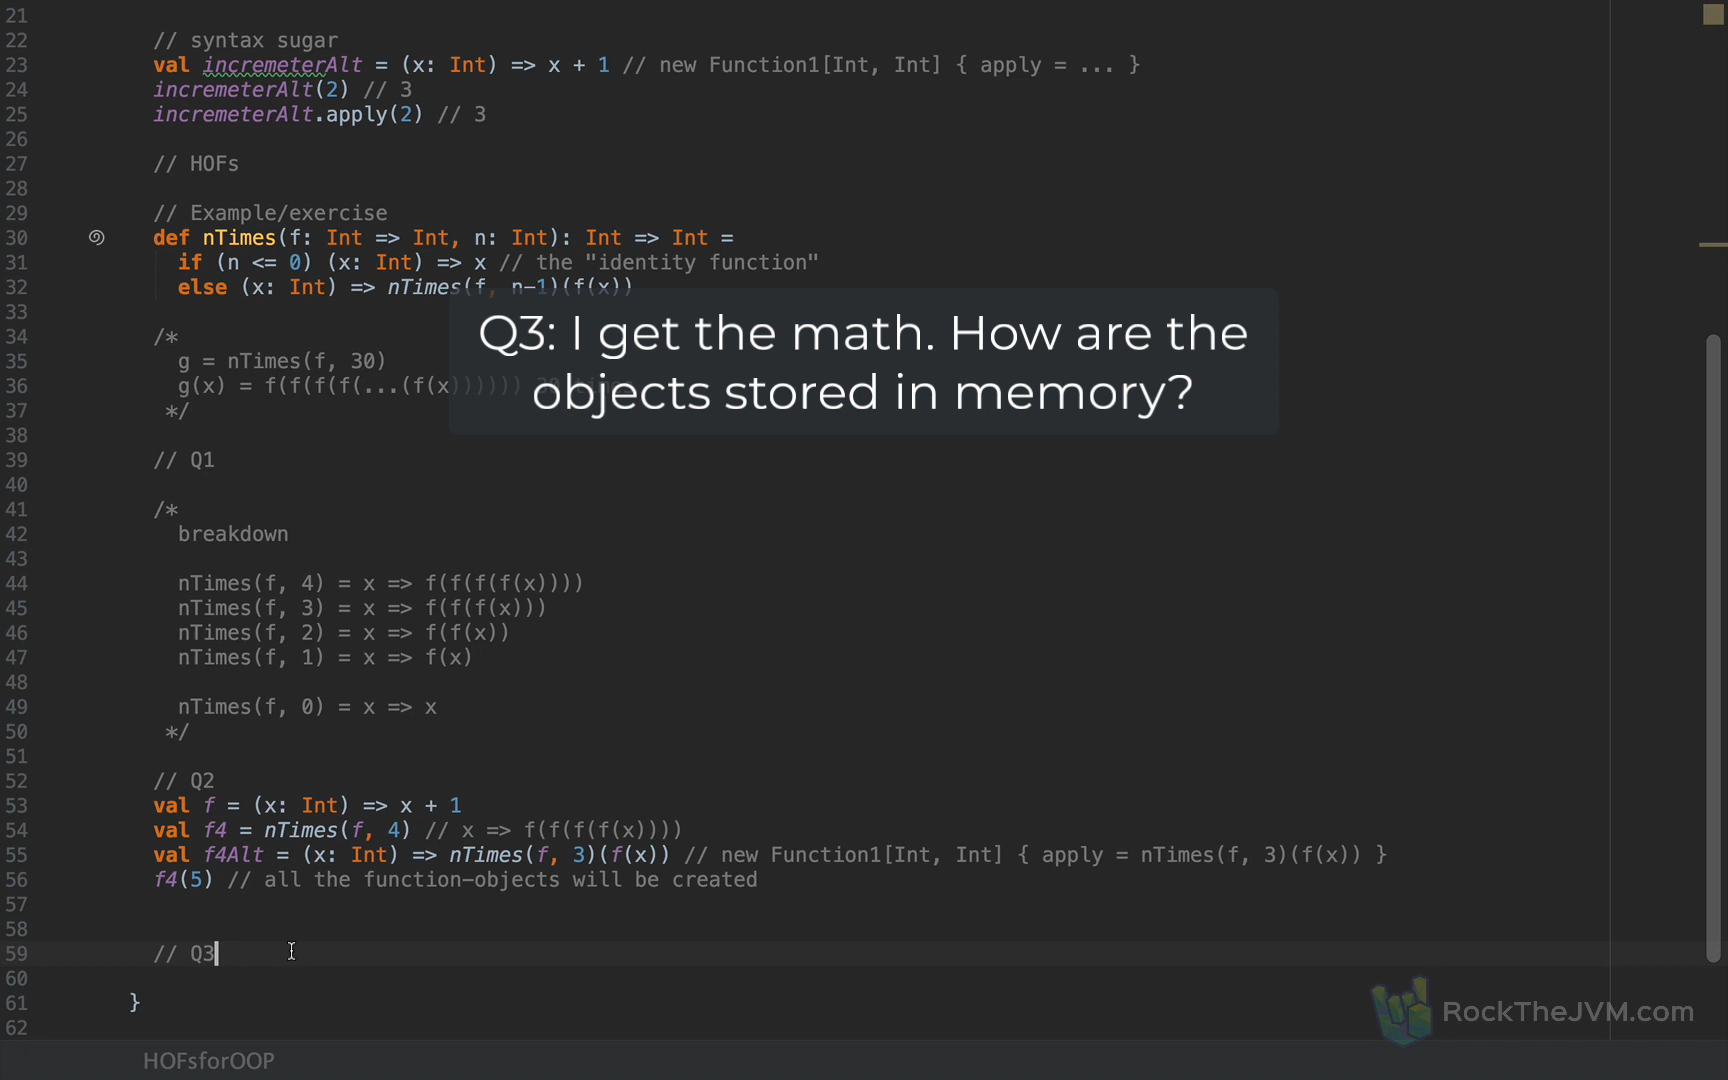 21
22 // syntax sugar
23 val incremeterAlt = (x: Int) => x + 1 // new Function1[Int, Int] { apply = ... }
24 incremeterAlt(2) // 3
25 incremeterAlt.apply(2) // 3
26
27 // HOFs
28
29 // Example/exercise
30 def nTimes(f: Int => Int, n: Int): Int => Int =
31 if (n <= 0) (x: Int) => x // the "identity function"
32 else (x: Int) => nTimes(f, n-1)(f(x))
33
Q3: I get the math. How are the
objects stored in memory?
34 /*
35 g = nTimes(f, 30)
36 g(x) = f(f(f(f(...(f(x))))))
37 */
38
39 // Q1
40
41 /*
42 breakdown
43
44 nTimes(f, 4) = x => f(f(f(f(x))))
45 nTimes(f, 3) = x => f(f(f(x)))
46 nTimes(f, 2) = x => f(f(x))
47 nTimes(f, 1) = x => f(x)
48
49 nTimes(f, 0) = x => x
50 */
51
52 // Q2
53 val f = (x: Int) => x + 1
54 val f4 = nTimes(f, 4) // x => f(f(f(f(x))))
55 val f4Alt = (x: Int) => nTimes(f, 3)(f(x)) // new Function1[Int, Int] { apply = nTimes(f, 3)(f(x)) }
56 f4(5) // all the function-objects will be created
57
58
59 // Q3
60
61 }
62
RockTheJVM.com
HOFsforOOP